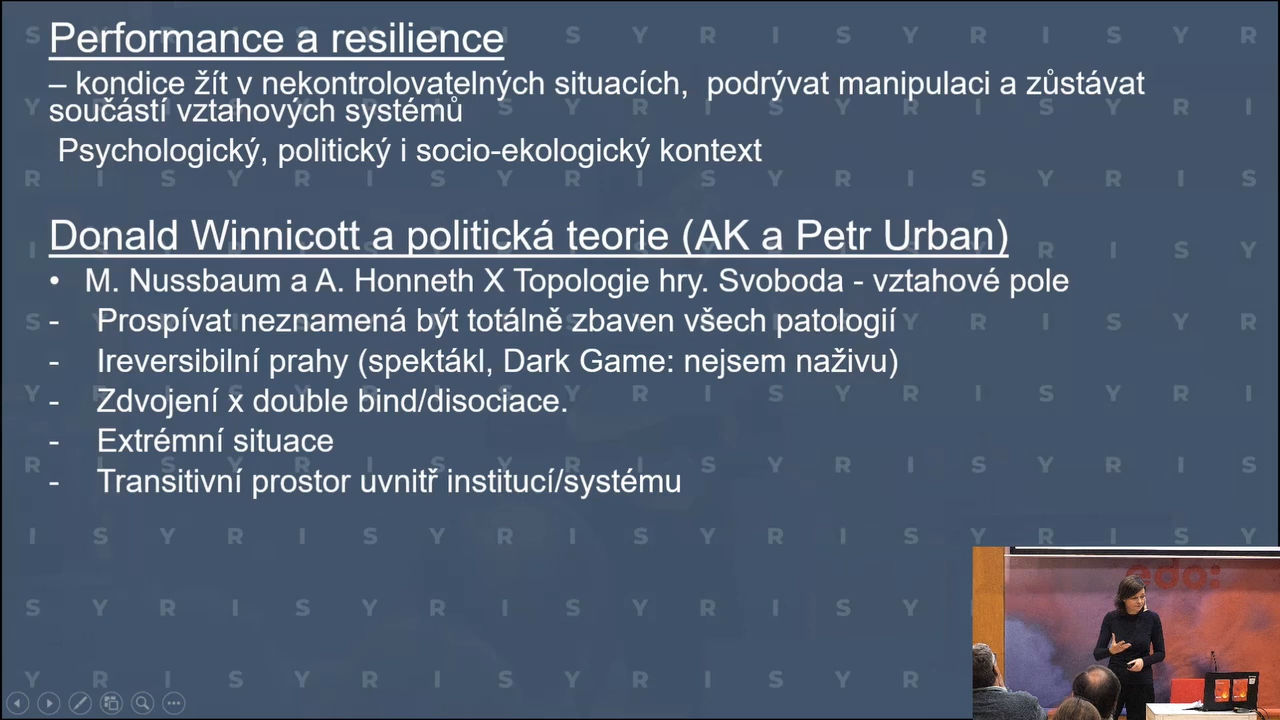 Performance a resilience
– kondice žít v nekontrolovatelných situacích, podrývat manipulaci a zůstávat
součástí vztahových systémů
Psychologický, politický i socio-ekologický kontext
Donald Winnicott a politická teorie (AK a Petr Urban)
• M. Nussbaum a A. Honneth X Topologie hry. Svoboda - vztahové pole
- Prospívat neznamená být totálně zbaven všech patologií
- Ireversibilní prahy (spektákl, Dark Game: nejsem naživu)
- Zdvojení x double bind/disociace.
- Extrémní situace
- Transitivní prostor uvnitř institucí/systému